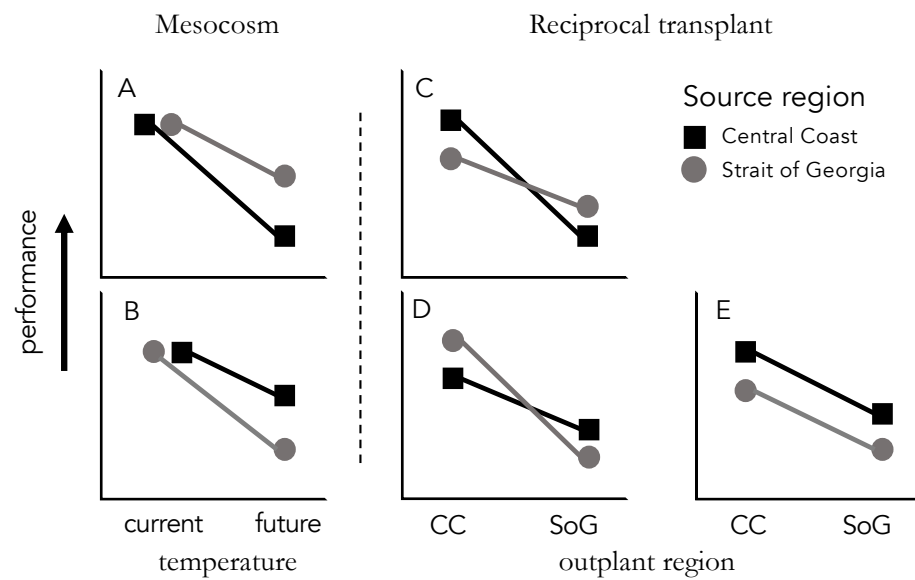 Mesocosm
Reciprocal transplant
A
C
Source region
Central Coast
Strait of Georgia
performance
B
D
E
current future
CC SoG
CC SoG
temperature
outplant region